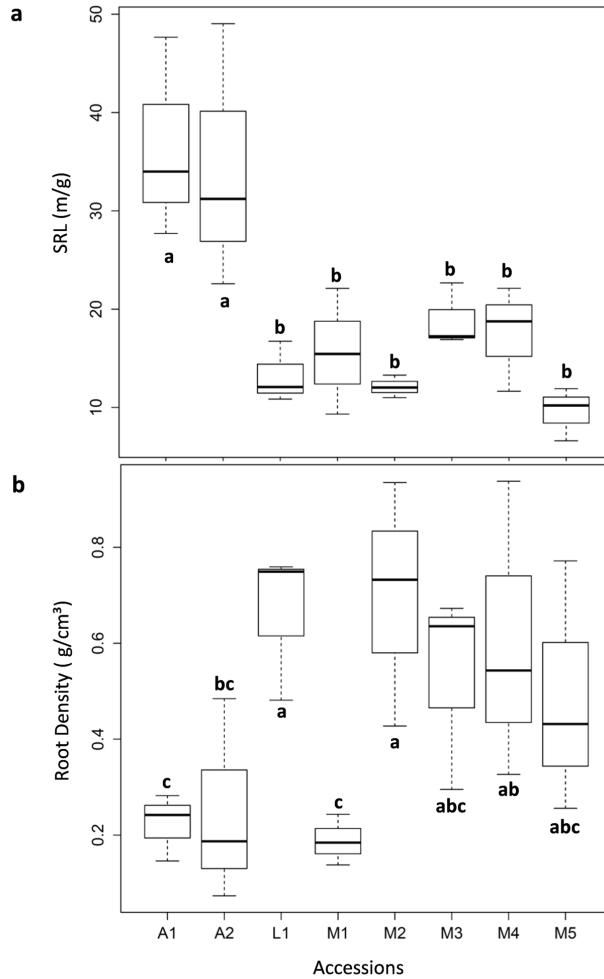 a
SRL (m/g)
50
40
30
20
10
a
a
b
b
b
b
b
b
b
Root Density ( g/cm³)
0.8
0.6
0.4
0.2
c
bc
a
c
a
abc
ab
abc
A1 A2 L1 M1 M2 M3 M4 M5
Accessions